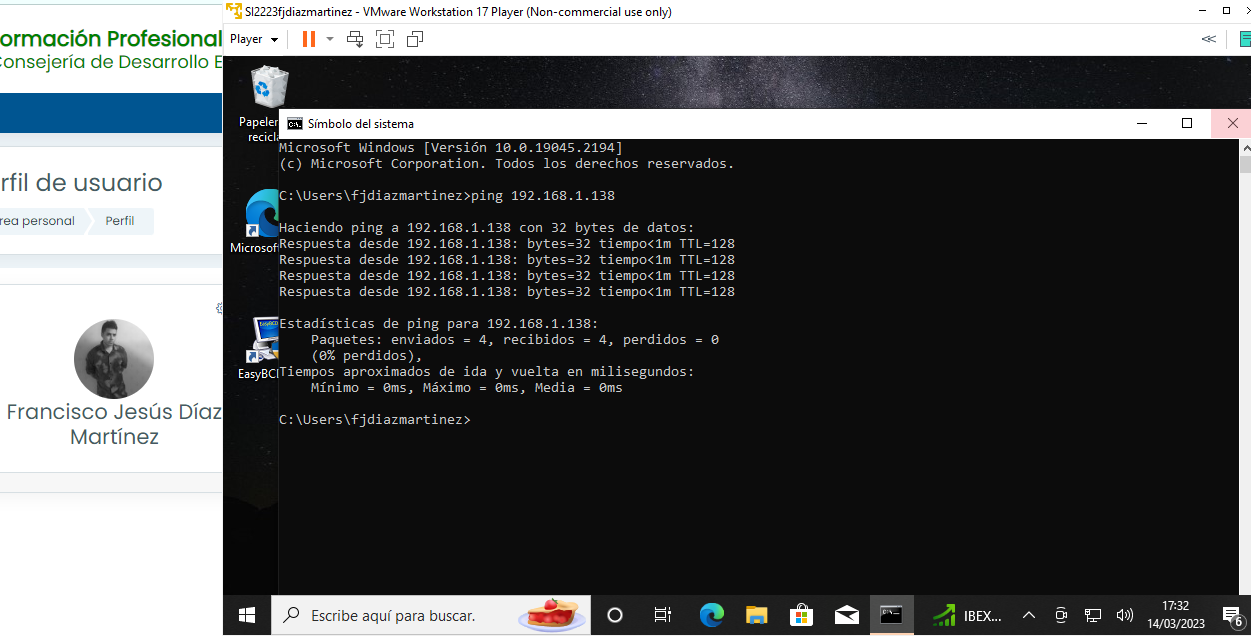 ormación Profesional
Consejería de Desarrollo E
rfil de usuario
rea personal
Perfil
Francisco Jesús Díaz
Martínez
SI2223fjdiazmartinez - VMware Workstation 17 Player (Non-commercial use only)
Player
Papeler
recicla
Microsoft
EasyBCD
Símbolo del sistema
Microsoft Windows [Versión 10.0.19045.2194]
(c) Microsoft Corporation. Todos los derechos reservados.
C:\Users\fjdiazmartinez>ping 192.168.1.138
Haciendo ping a 192.168.1.138 con 32 bytes de datos:
Respuesta desde 192.168.1.138: bytes=32 tiempo<1m TTL=128
Respuesta desde 192.168.1.138: bytes=32 tiempo<1m TTL=128
Respuesta desde 192.168.1.138: bytes=32 tiempo<1m TTL=128
Respuesta desde 192.168.1.138: bytes=32 tiempo<1m TTL=128
Estadísticas de ping para 192.168.1.138:
Paquetes: enviados = 4, recibidos = 4, perdidos = 0
(0% perdidos),
Tiempos aproximados de ida y vuelta en milisegundos:
Mínimo = 0ms, Máximo = 0ms, Media = 0ms
C:\Users\fjdiazmartinez>
Escribe aquí para buscar.
IBEX...
17:32
14/03/2023
6